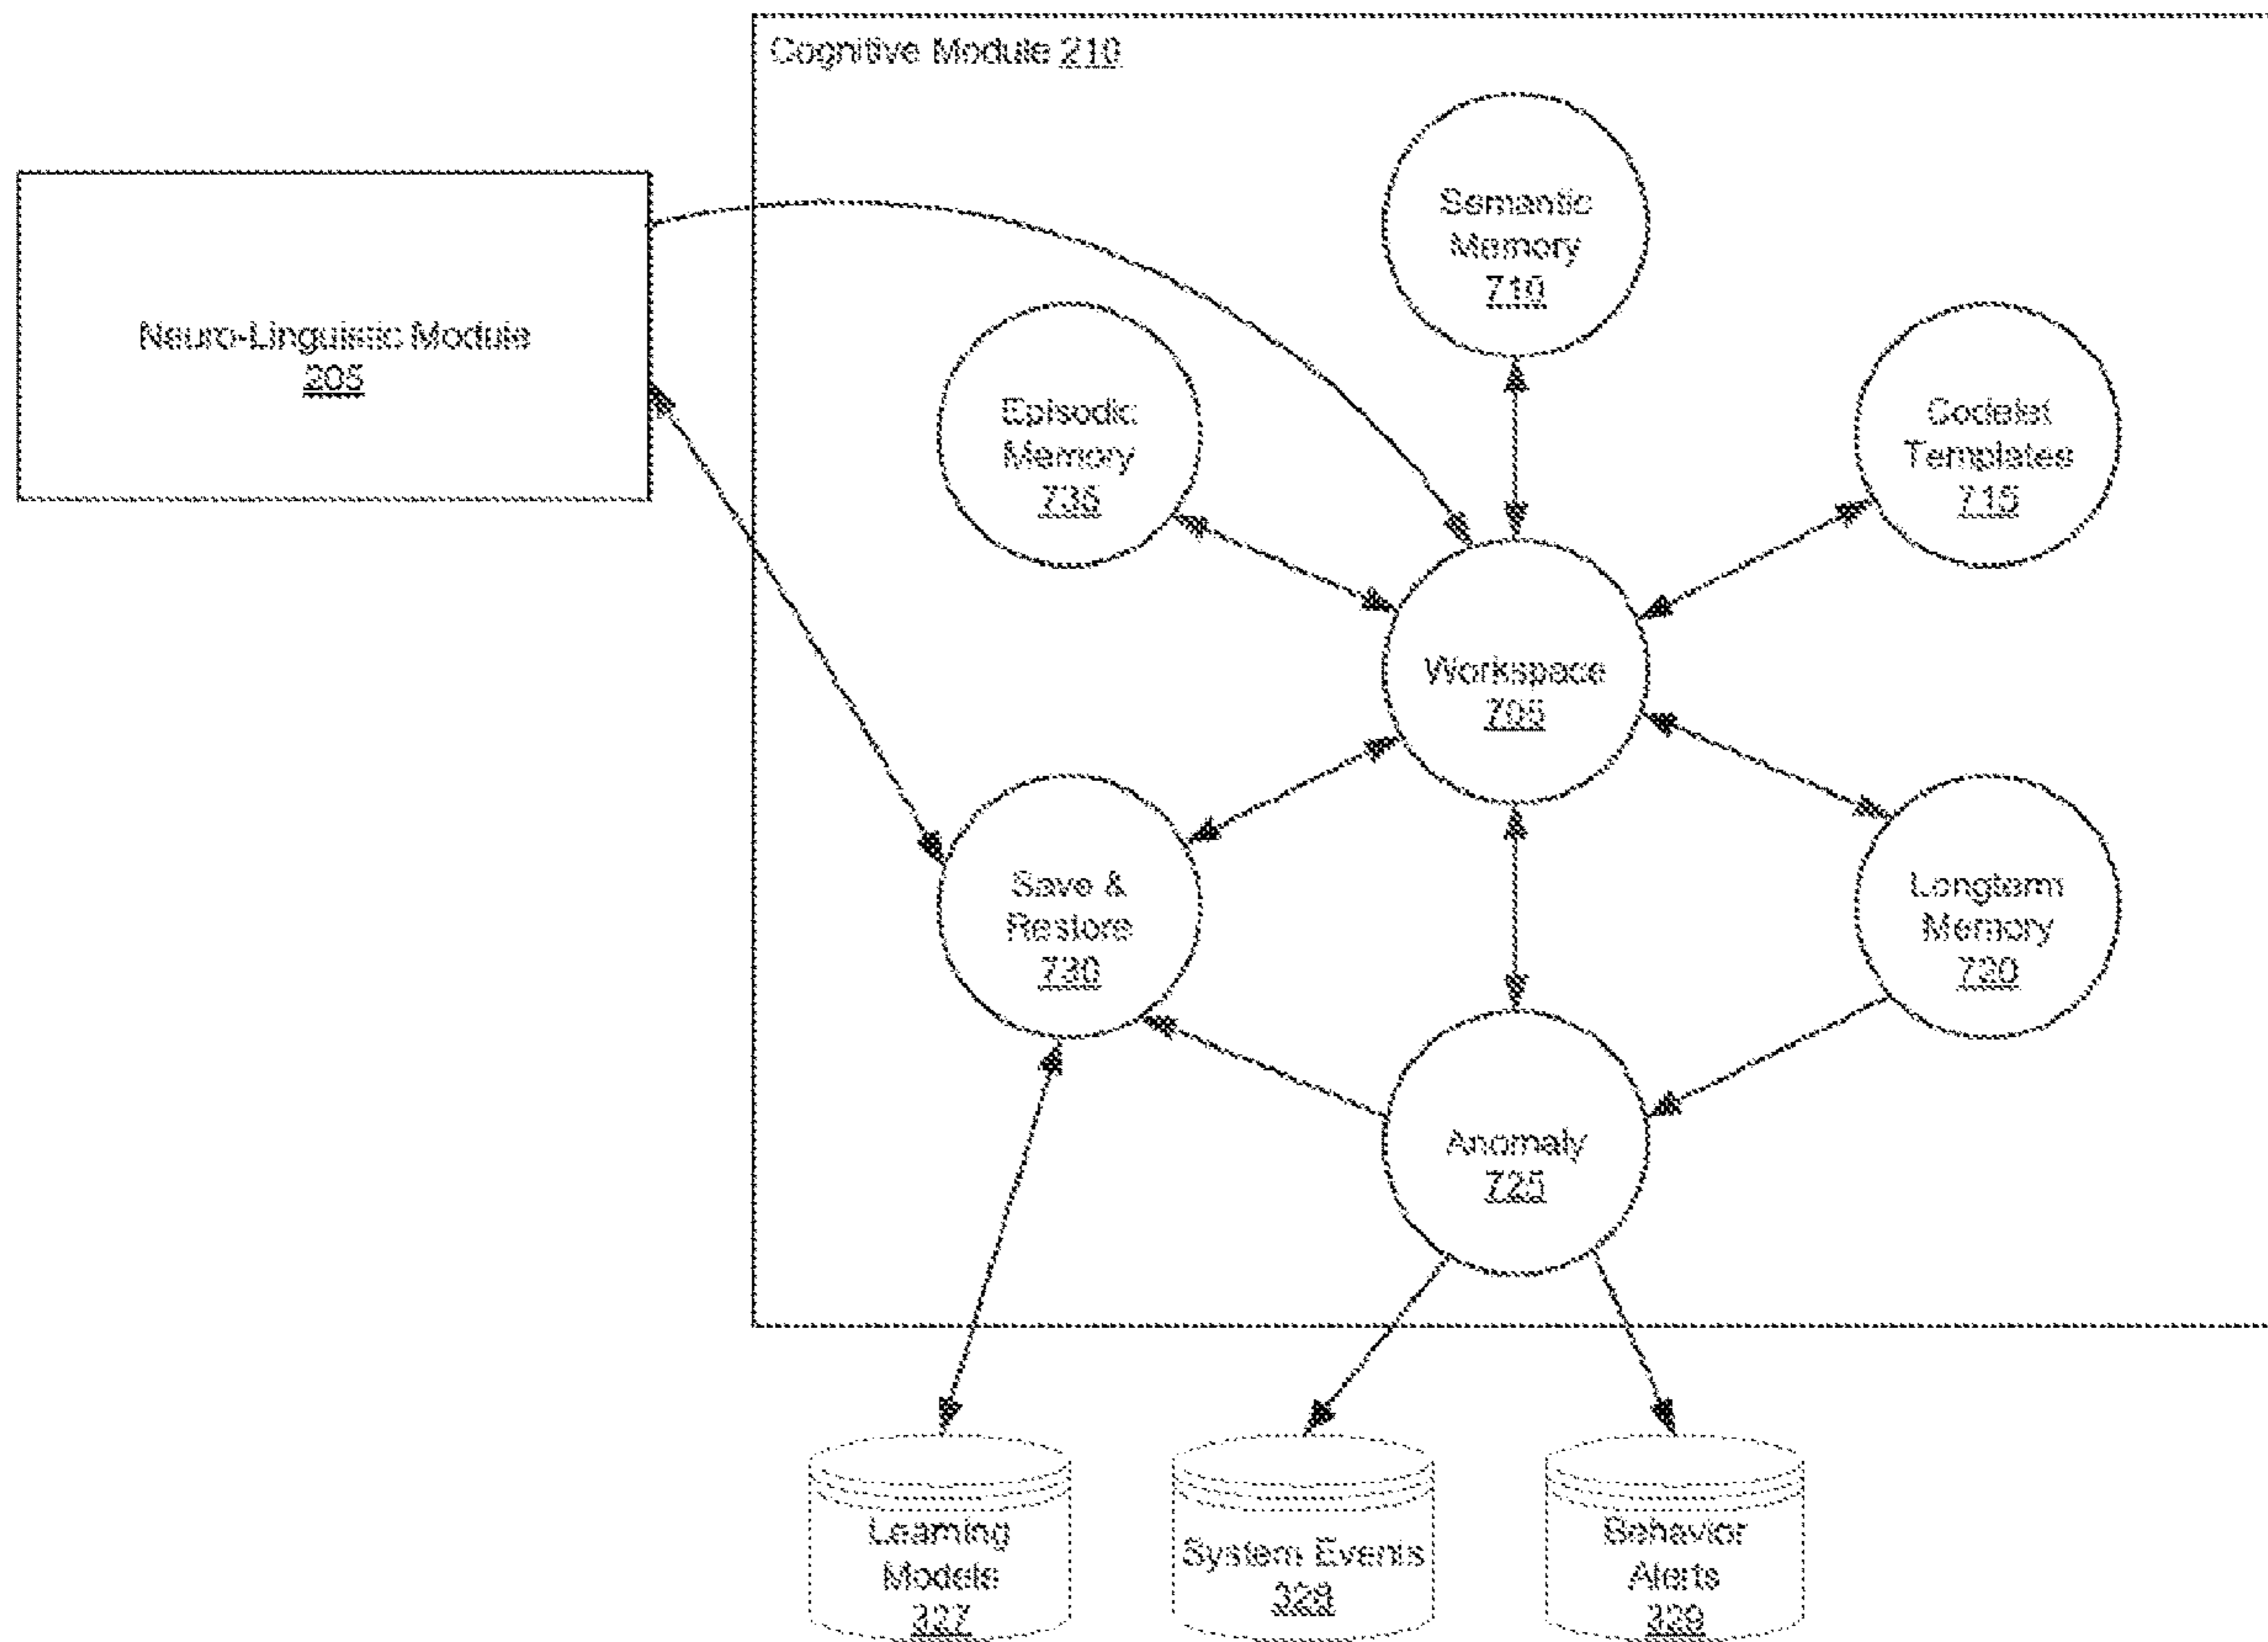 Cognitive Module 210
Neuro-Linguistic Module
205
Semantic
Memory
710
Episodic
Memory
735
Codelet
Templates
715
Workspace
705
Save &
Restore
730
Longterm
Memory
720
Anomaly
725
Learning
Models
327
System Events
328
Behavior
Alerts
329